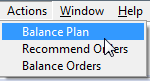 Actions Window Help
Balance Plan
Recommend Orders
Balance Orders